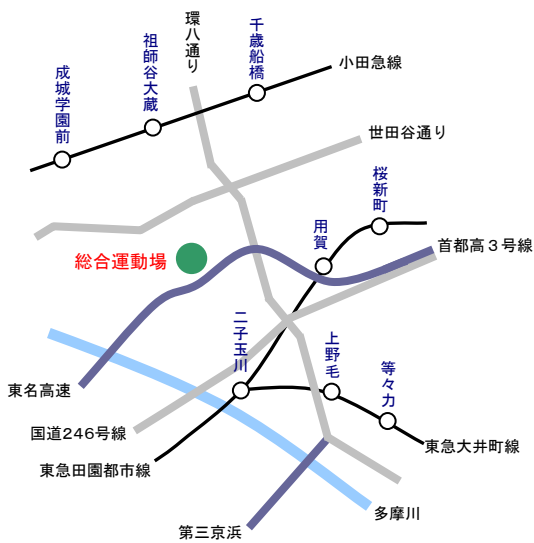 環八通り
千歳船橋
祖師谷大蔵
成城学園前
小田急線
世田谷通り
桜新町
用賀
首都高3号線
総合運動場
二子玉川
上野毛
等々力
東名高速
国道246号線
東急田園都市線
東急大井町線
多摩川
第三京浜